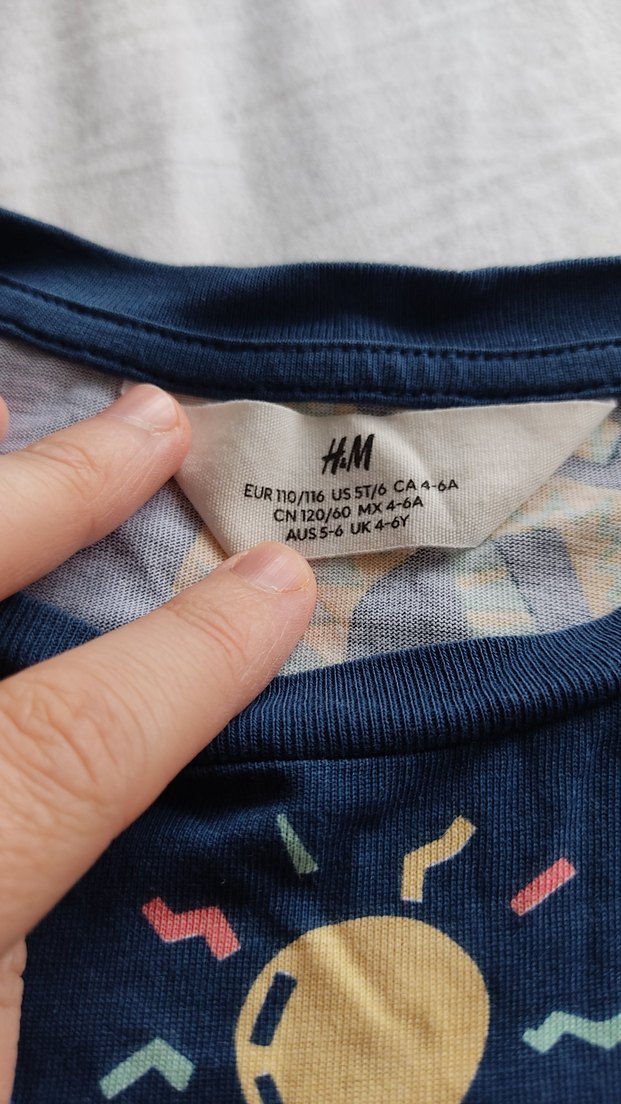 H&M
EUR 110/116 US 5T/6 CA 4-6A
CN 120/60 MX 4-6A
AUS 5-6 UK 4-6Y